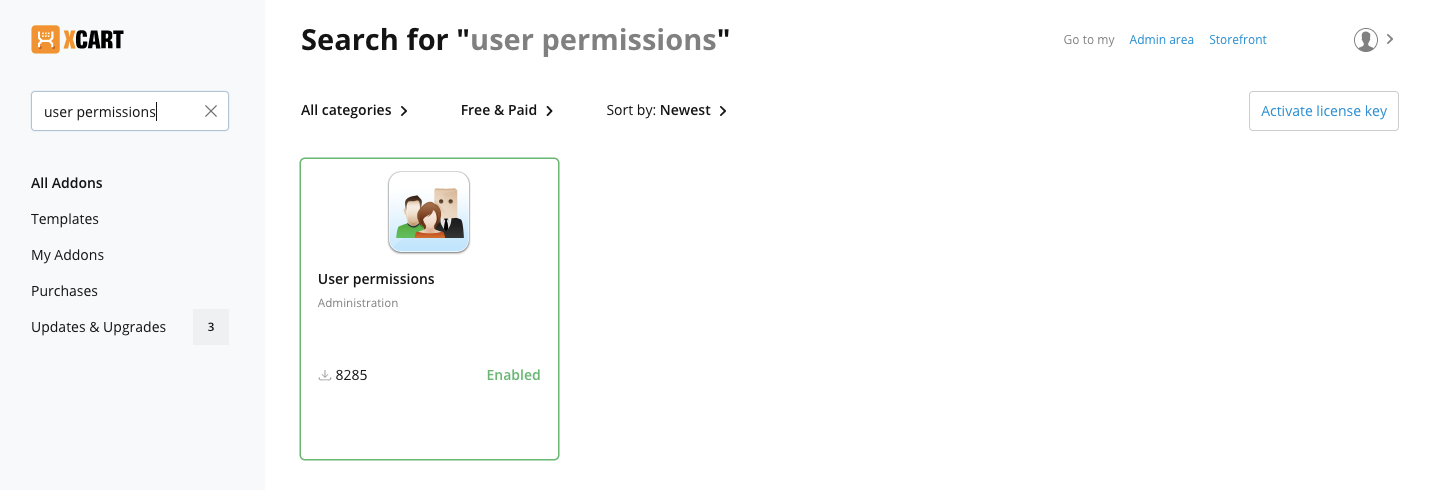 XCART
user permissions
All Addons
Templates
My Addons
Purchases
Updates & Upgrades 3
Search for "user permissions"
Go to my Admin area Storefront
All categories Free & Paid Sort by: Newest
Activate license key
User permissions
Administration
8285 Enabled